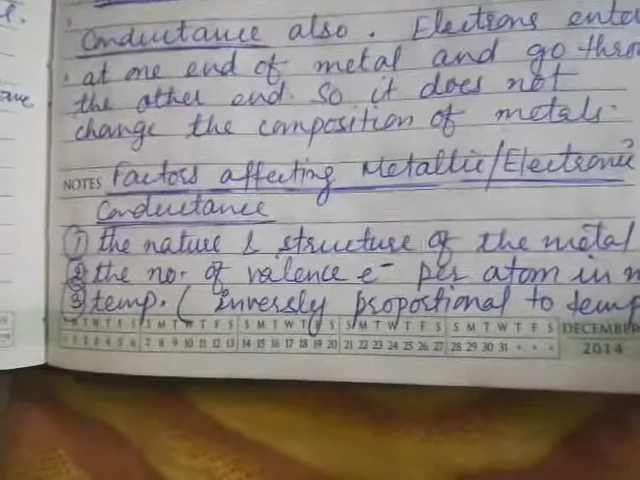 Conductance also. Electrons enter
at one end of metal and go throu
the other end. So it does not
change the composition of metals.
NOTES Factors affecting Metallic/Electronic
Conductance
① the nature & structure of the metal
② the no. of valence e⁻ per atom in m
③ temp. ( inversly proportional to temp
S M T W T F S S M T W T F S S M T W T F S S M T W T F S DECEMBER
1 2 3 4 5 6 7 8 9 10 11 12 13 14 15 16 17 18 19 20 21 22 23 24 25 26 27 28 29 30 31 * * * 2014